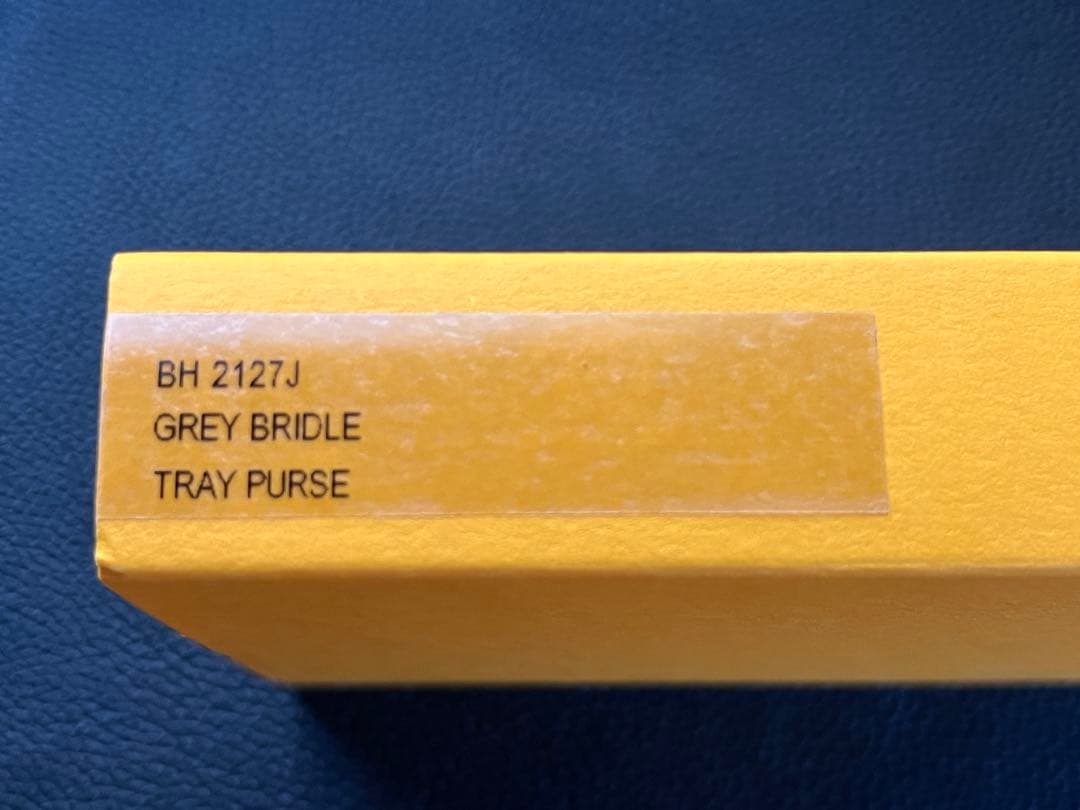 BH 2127J
GREY BRIDLE
TRAY PURSE